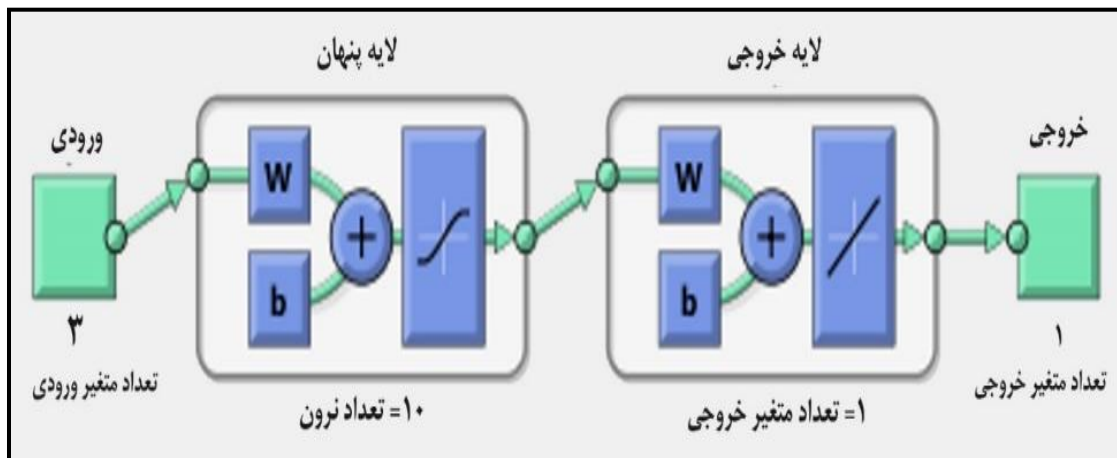 لایه پنهان
لایه خروجی
ورودی
خروجی
W
b
W
b
۳
تعداد متغیر ورودی
۱۰= تعداد نرون
۱= تعداد متغیر خروجی
۱
تعداد متغیر خروجی